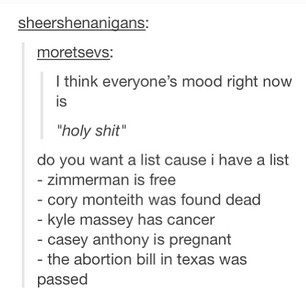 sheershenanigans:
moretsevs:
I think everyone's mood right now
is
"holy shit"
do you want a list cause i have a list
- zimmerman is free
- cory monteith was found dead
- kyle massey has cancer
- casey anthony is pregnant
- the abortion bill in texas was
passed